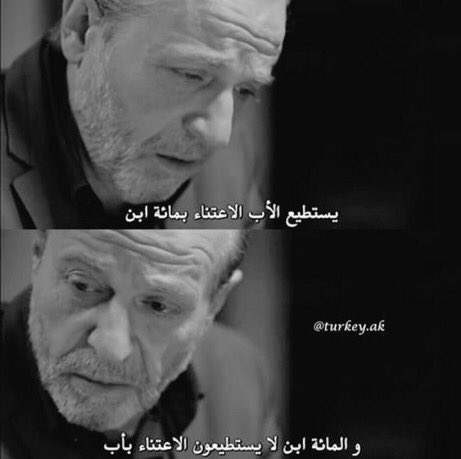 يستطيع الأب الاعتناء بمائة ابن
@turkey.ak
و المائة ابن لا يستطيعون الاعتناء بأب